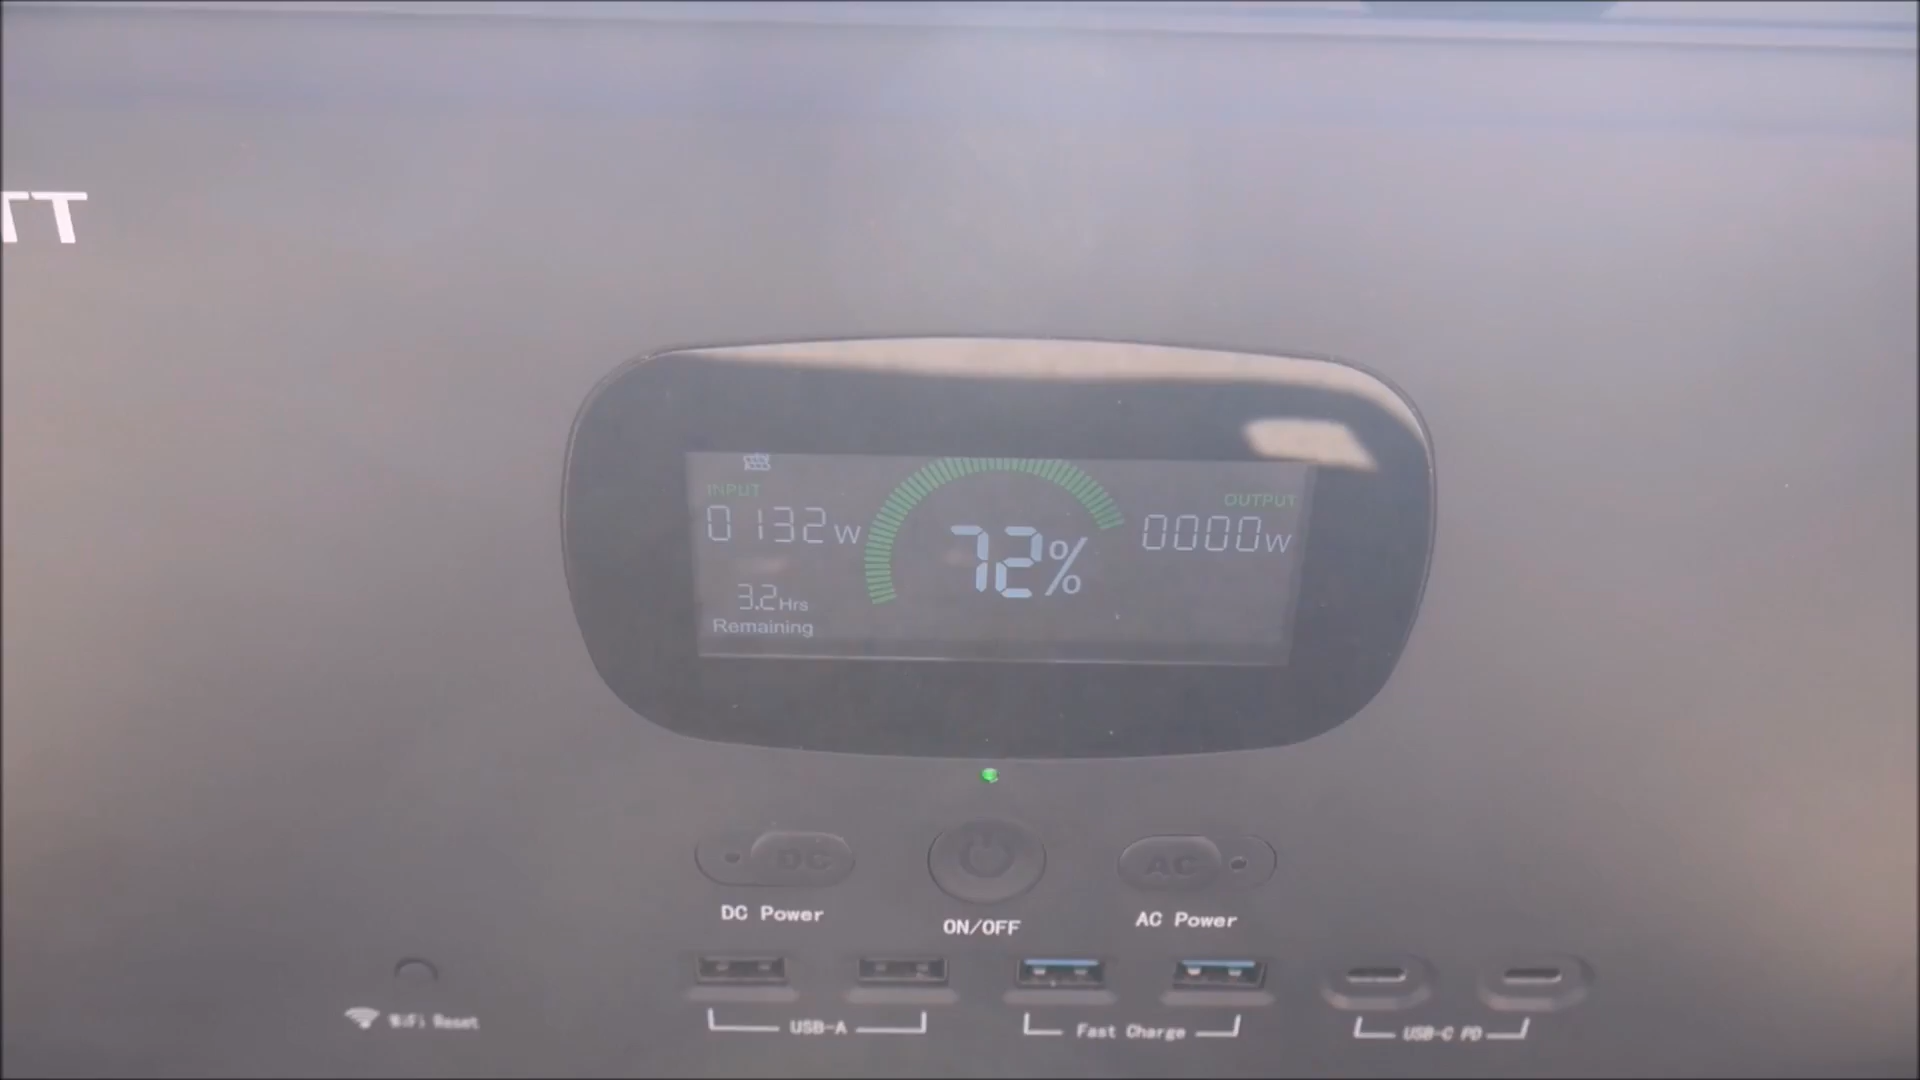 TT
INPUT
0132W
3.2Hrs
Remaining
72%
OUTPUT
0000W
DC
AC
DC Power
ON/OFF
AC Power
WiFi Reset
USB-A
Fast Charge
USB-C PD